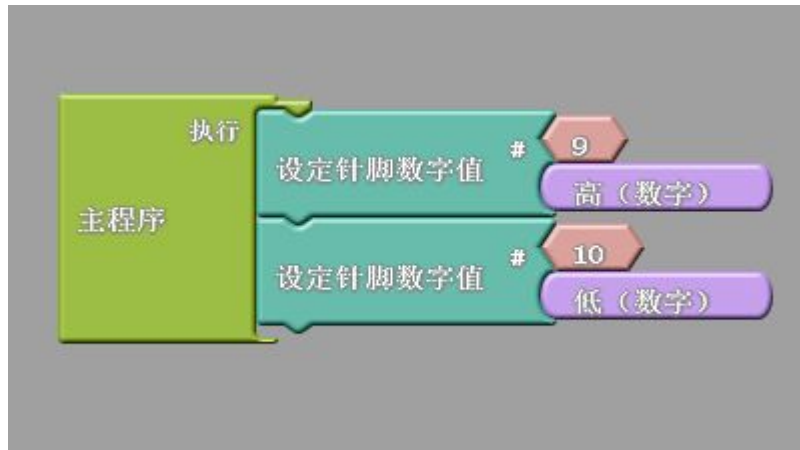 执行
主程序
设定针脚数字值 # 9
高（数字）
设定针脚数字值 # 10
低（数字）